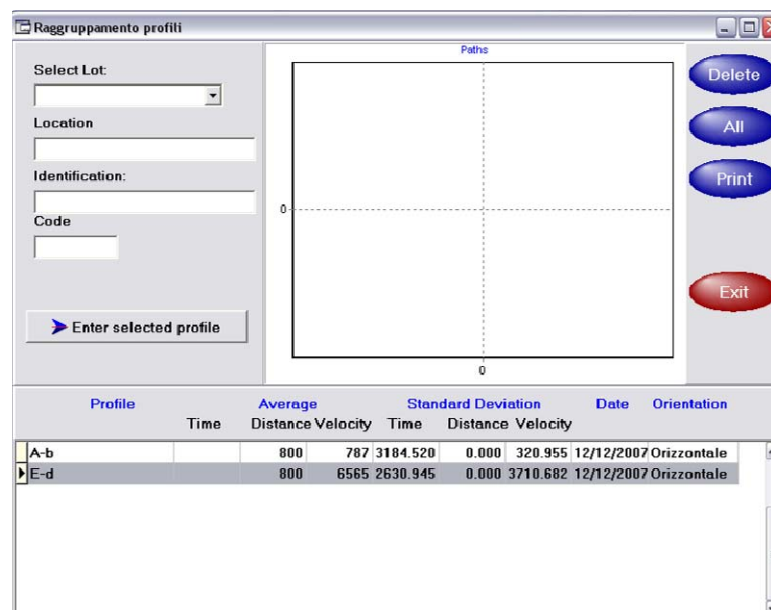 Raggruppamento profili
Select Lot:
Location
Identification:
Code
Enter selected profile
Paths
0
0
Delete
All
Print
Exit
Profile Average Standard Deviation Date Orientation
Time Distance Velocity Time Distance Velocity
A-b 800 787 3184.520 0.000 320.955 12/12/2007 Orizzontale
E-d 800 6565 2630.945 0.000 3710.682 12/12/2007 Orizzontale